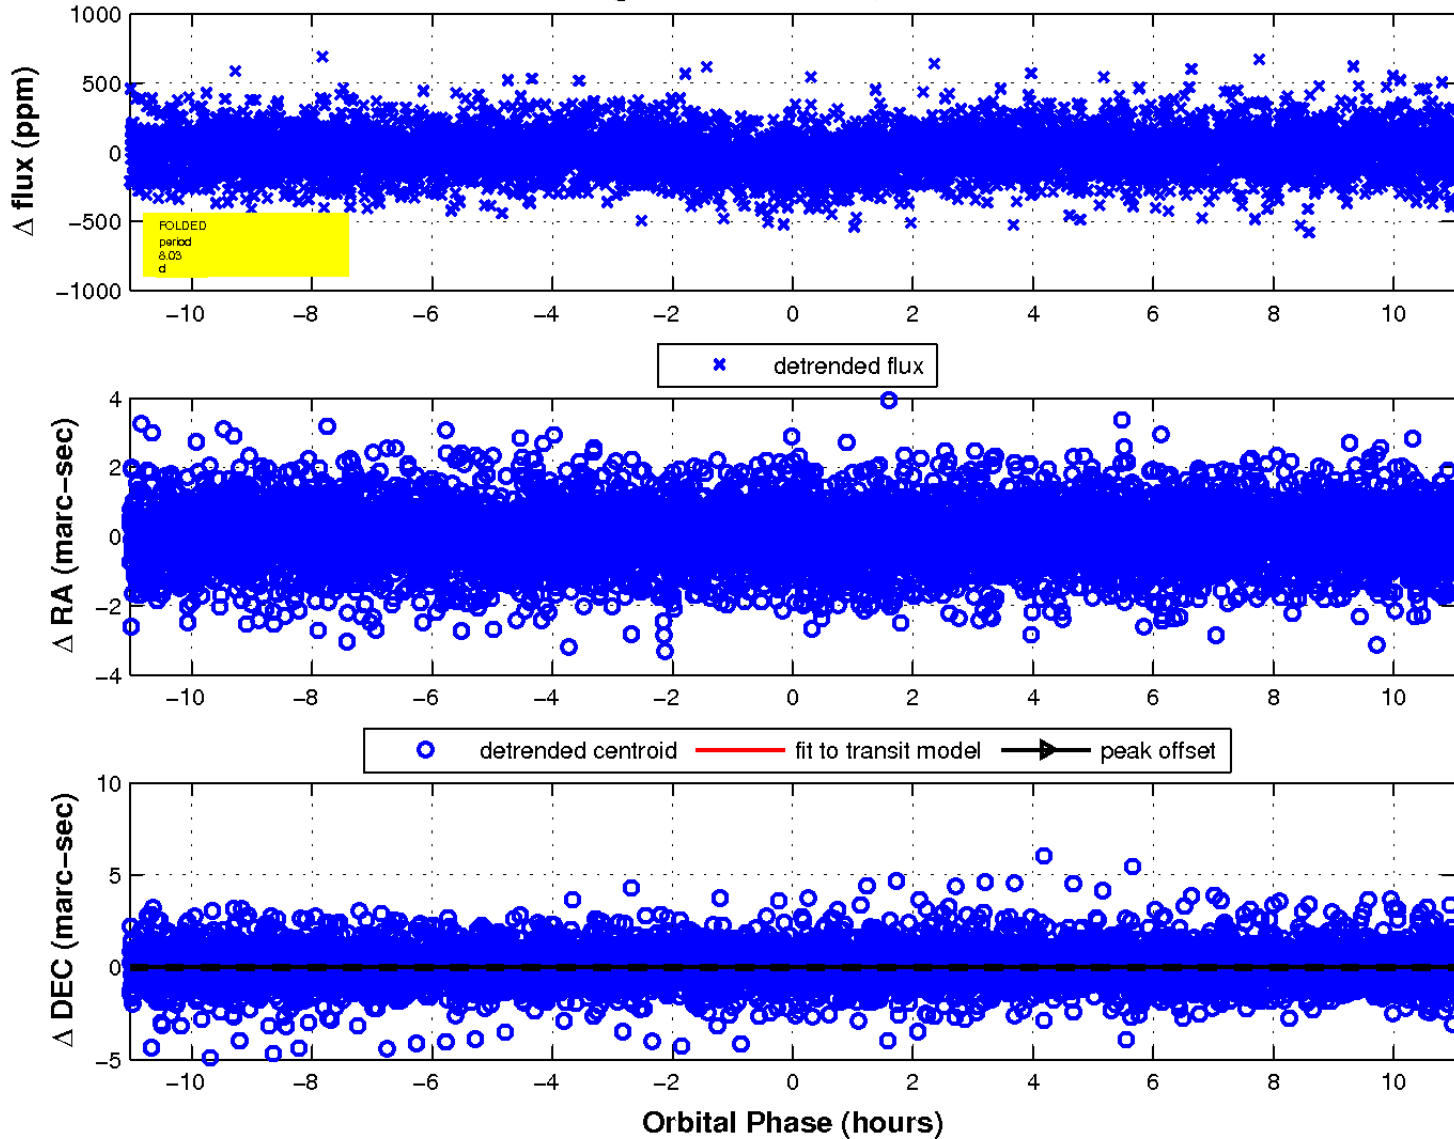 1000
500
0
−500
−1000
Δ flux (ppm)
FOLDED
period
8.03
d
−10 −8 −6 −4 −2 0 2 4 6 8 10
detrended flux
4
2
0
−2
−4
Δ RA (marc−sec)
−10 −8 −6 −4 −2 0 2 4 6 8 10
detrended centroid fit to transit model peak offset
10
5
0
−5
Δ DEC (marc−sec)
−10 −8 −6 −4 −2 0 2 4 6 8 10
Orbital Phase (hours)